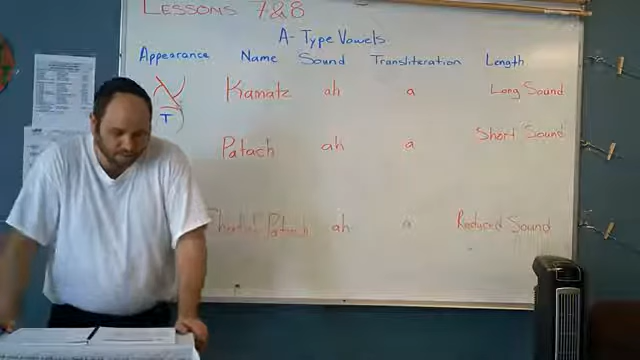 Lessons 7&8
A-Type Vowels
Appearance Name Sound Transliteration Length
א
T Kamatz ah a Long Sound
Patach ah a Short Sound
Patach ah a Reduced Sound